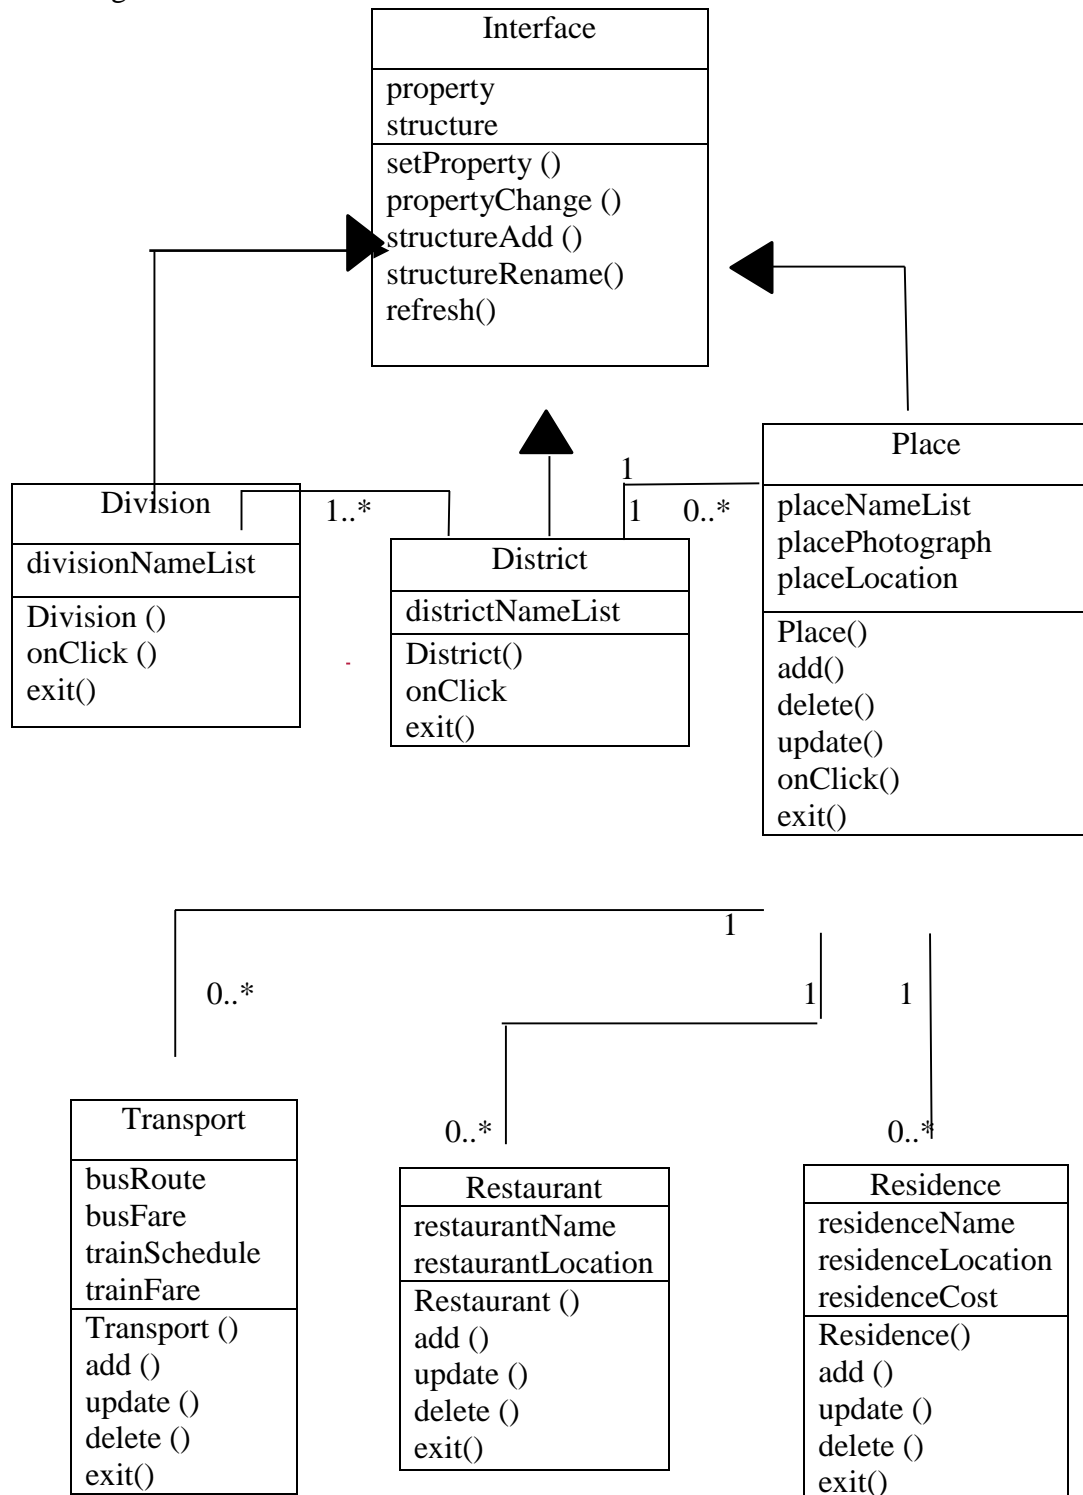 Interface
property
structure
setProperty ()
propertyChange ()
structureAdd ()
structureRename()
refresh()
Division
divisionNameList
Division ()
onClick ()
exit()
1..*
District
districtNameList
District()
onClick
exit()
1
1 0..*
Place
placeNameList
placePhotograph
placeLocation
Place()
add()
delete()
update()
onClick()
exit()
1
0..*
1
1
0..*
0..*
Transport
busRoute
busFare
trainSchedule
trainFare
Transport ()
add ()
update ()
delete ()
exit()
Restaurant
restaurantName
restaurantLocation
Restaurant ()
add ()
update ()
delete ()
exit()
Residence
residenceName
residenceLocation
residenceCost
Residence()
add ()
update ()
delete ()
exit()